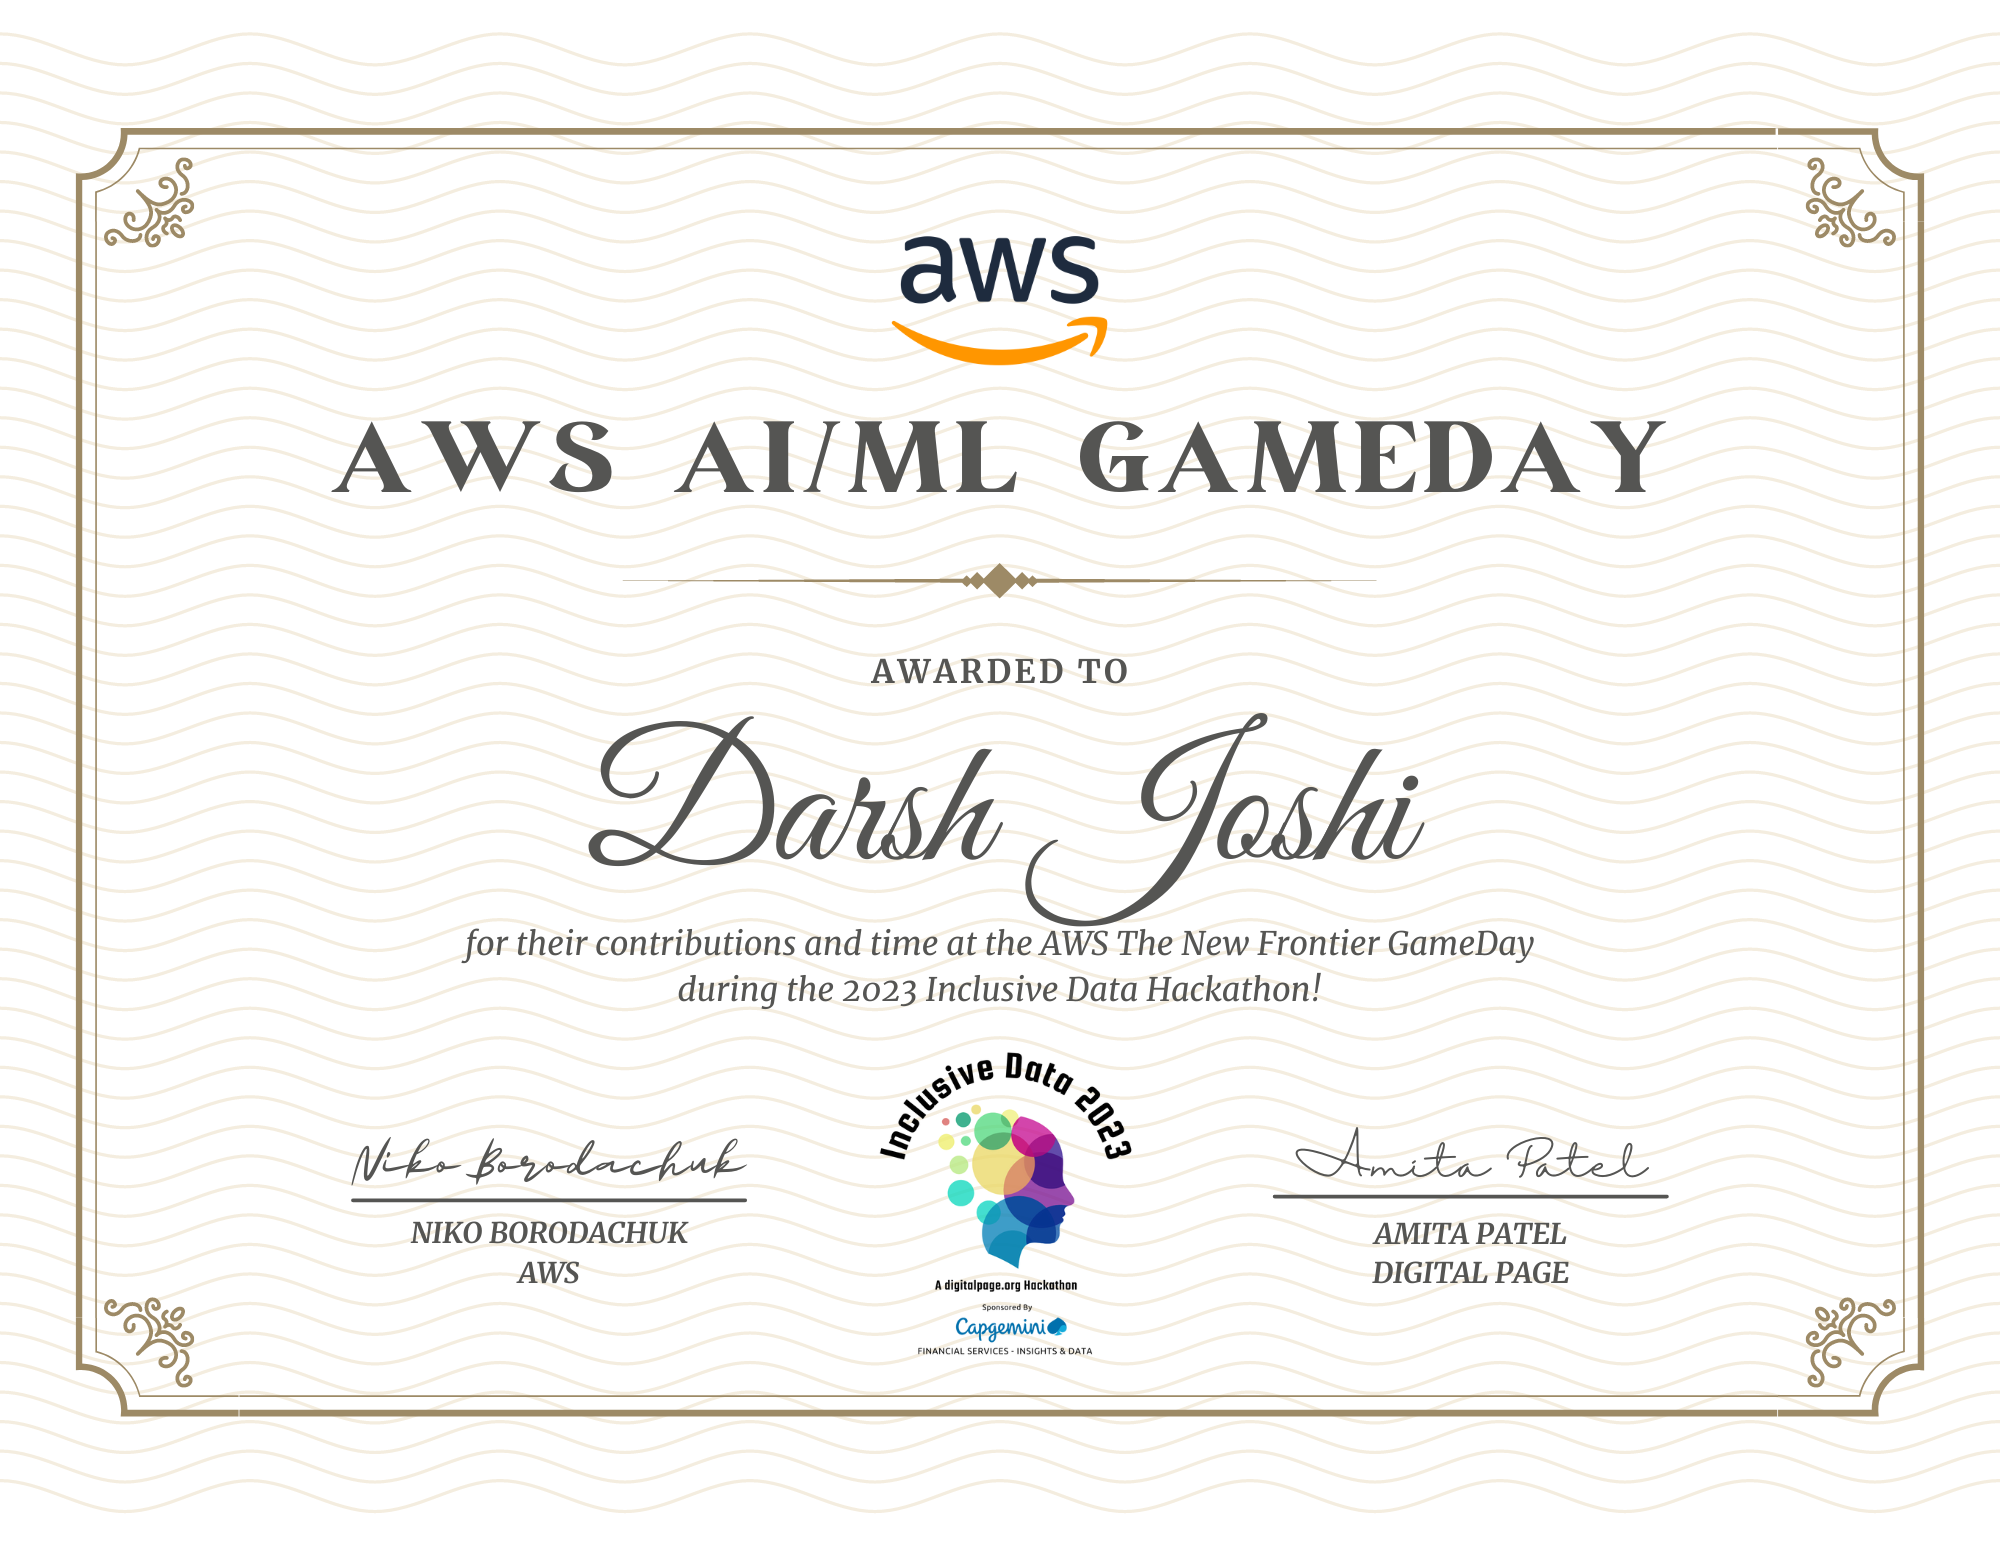 aws
AWS AI/ML GAMEDAY
AWARDED TO
Darsh Joshi
for their contributions and time at the AWS The New Frontier GameDay
during the 2023 Inclusive Data Hackathon!
Inclusive Data 2023
Niko Borodachuk
NIKO BORODACHUK
AWS
A digitalpage.org Hackathon
Sponsored By
Capgemini
FINANCIAL SERVICES - INSIGHTS & DATA
Amita Patel
AMITA PATEL
DIGITAL PAGE